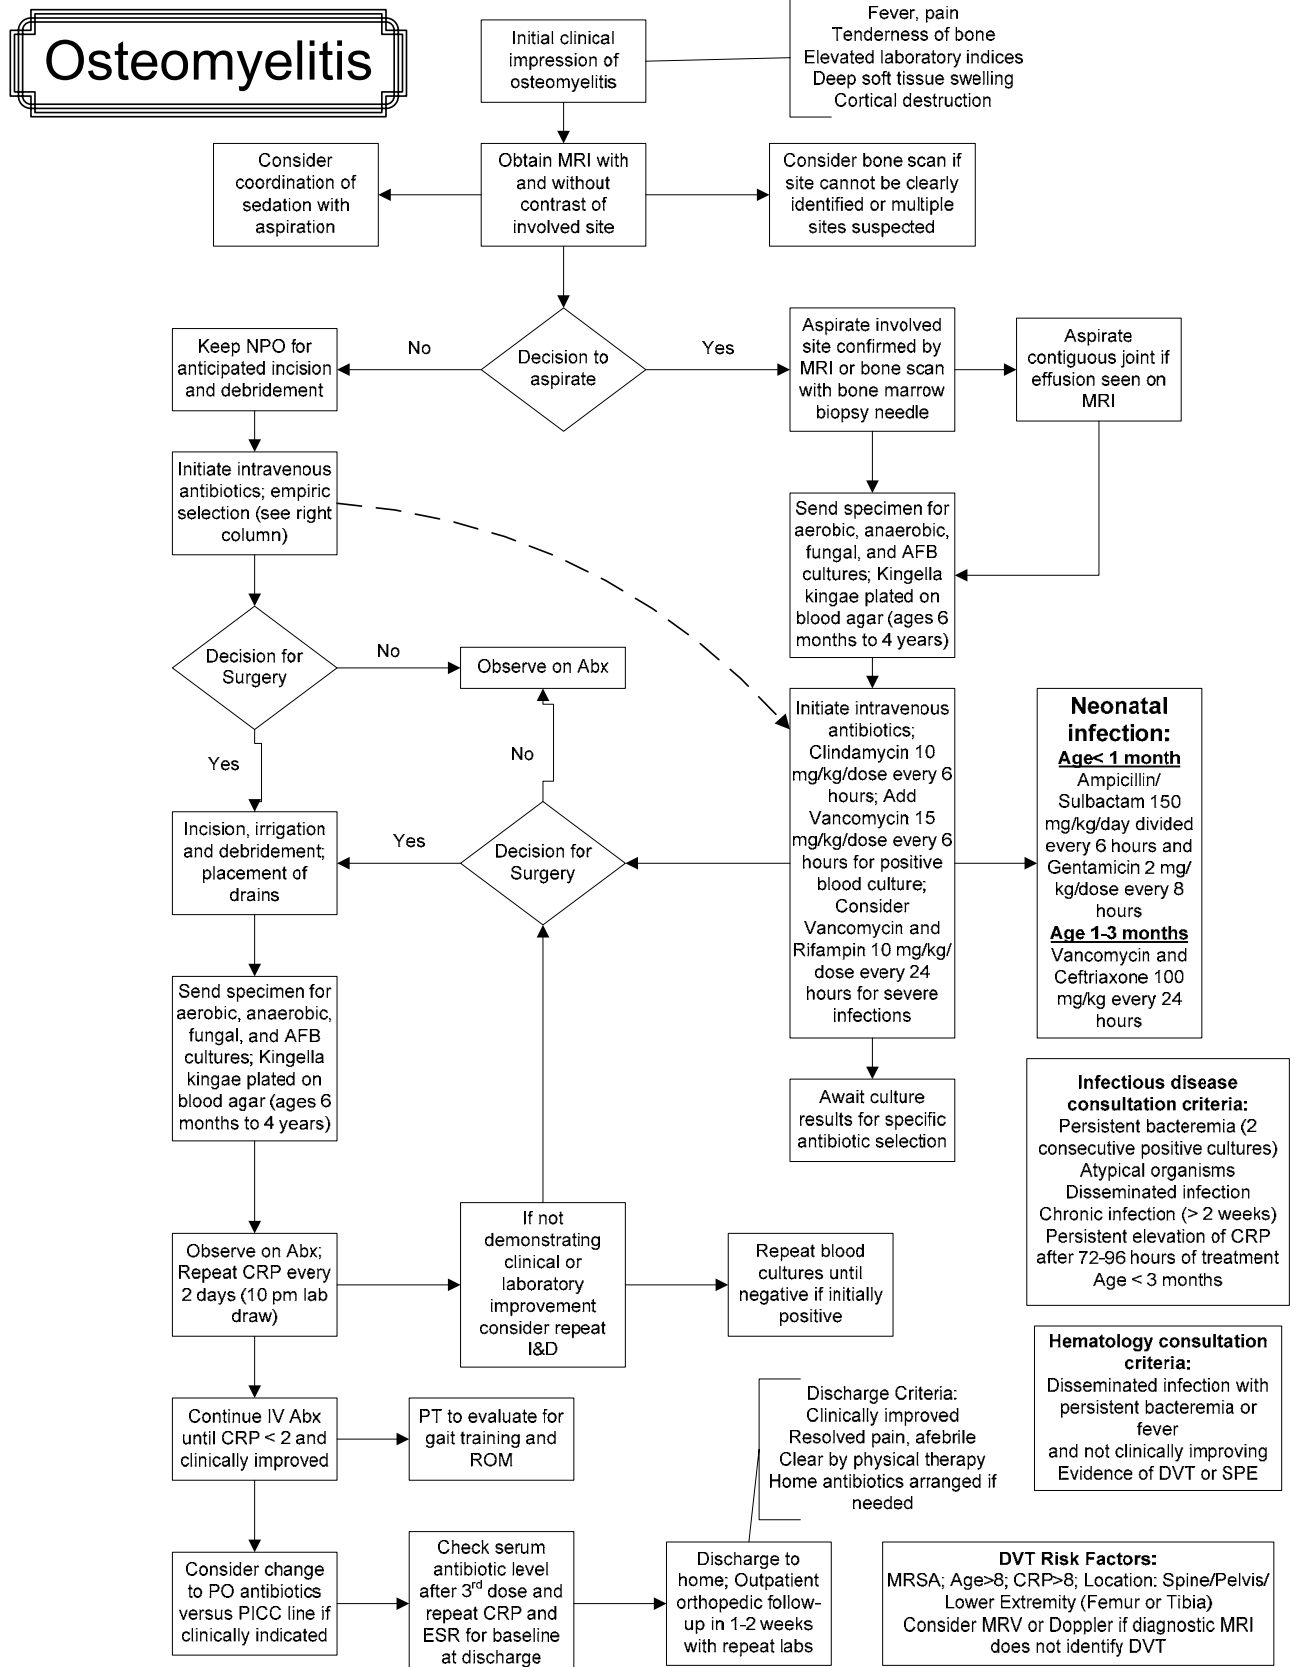 Osteomyelitis
Initial clinical
impression of
osteomyelitis
Fever, pain
Tenderness of bone
Elevated laboratory indices
Deep soft tissue swelling
Cortical destruction
Consider
coordination of
sedation with
aspiration
Obtain MRI with
and without
contrast of
involved site
Consider bone scan if
site cannot be clearly
identified or multiple
sites suspected
Keep NPO for
anticipated incision
and debridement
No
Decision to
aspirate
Yes
Aspirate involved
site confirmed by
MRI or bone scan
with bone marrow
biopsy needle
Aspirate
contiguous joint if
effusion seen on
MRI
Initiate intravenous
antibiotics; empiric
selection (see right
column)
Send specimen for
aerobic, anaerobic,
fungal, and AFB
cultures; Kingella
kingae plated on
blood agar (ages 6
months to 4 years)
Decision for
Surgery
No
Observe on Abx
Yes
No
Initiate intravenous
antibiotics;
Clindamycin 10
mg/kg/dose every 6
hours; Add
Vancomycin 15
mg/kg/dose every 6
hours for positive
blood culture;
Consider
Vancomycin and
Rifampin 10 mg/kg/
dose every 24
hours for severe
infections
Neonatal
infection:
Age< 1 month
Ampicillin/
Sulbactam 150
mg/kg/day divided
every 6 hours and
Gentamicin 2 mg/
kg/dose every 8
hours
Age 1-3 months
Vancomycin and
Ceftriaxone 100
mg/kg every 24
hours
Incision, irrigation
and debridement;
placement of
drains
Yes
Decision for
Surgery
Send specimen for
aerobic, anaerobic,
fungal, and AFB
cultures; Kingella
kingae plated on
blood agar (ages 6
months to 4 years)
Await culture
results for specific
antibiotic selection
Infectious disease
consultation criteria:
Persistent bacteremia (2
consecutive positive cultures)
Atypical organisms
Disseminated infection
Chronic infection (> 2 weeks)
Persistent elevation of CRP
after 72-96 hours of treatment
Age < 3 months
Observe on Abx;
Repeat CRP every
2 days (10 pm lab
draw)
If not
demonstrating
clinical or
laboratory
improvement
consider repeat
I&D
Repeat blood
cultures until
negative if initially
positive
Hematology consultation
criteria:
Disseminated infection with
persistent bacteremia or
fever
and not clinically improving
Evidence of DVT or SPE
Continue IV Abx
until CRP < 2 and
clinically improved
PT to evaluate for
gait training and
ROM
Discharge Criteria:
Clinically improved
Resolved pain, afebrile
Clear by physical therapy
Home antibiotics arranged if
needed
Consider change
to PO antibiotics
versus PICC line if
clinically indicated
Check serum
antibiotic level
after 3rd dose and
repeat CRP and
ESR for baseline
at discharge
Discharge to
home; Outpatient
orthopedic follow-
up in 1-2 weeks
with repeat labs
DVT Risk Factors:
MRSA; Age>8; CRP>8; Location: Spine/Pelvis/
Lower Extremity (Femur or Tibia)
Consider MRV or Doppler if diagnostic MRI
does not identify DVT